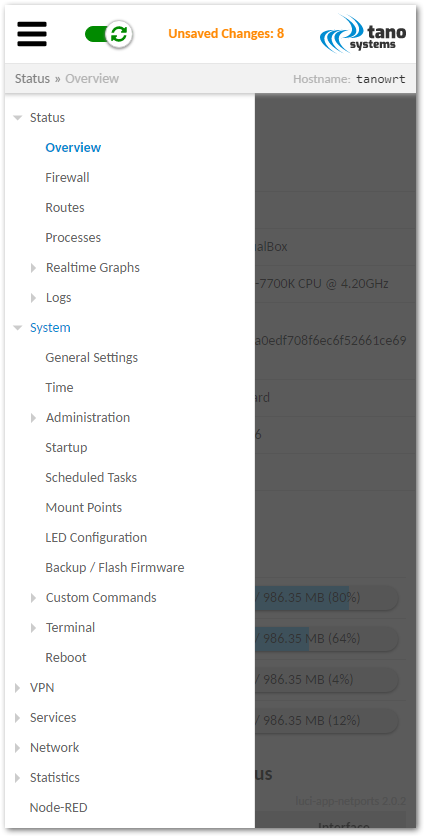 Unsaved Changes: 8
tano
systems
Status » Overview
Hostname: tanowrt
Status
Overview
Firewall
Routes
Processes
Realtime Graphs
Logs
System
General Settings
Time
Administration
Startup
Scheduled Tasks
Mount Points
LED Configuration
Backup / Flash Firmware
Custom Commands
Terminal
Reboot
VPN
Services
Network
Statistics
Node-RED
alBox
-7700K CPU @ 4.20GHz
a0edf708f6ec6f52661ce69
ard
6
/ 986.35 MB (80%)
/ 986.35 MB (64%)
/ 986.35 MB (4%)
/ 986.35 MB (12%)
us
luci-app-netports 2.0.2
Interface